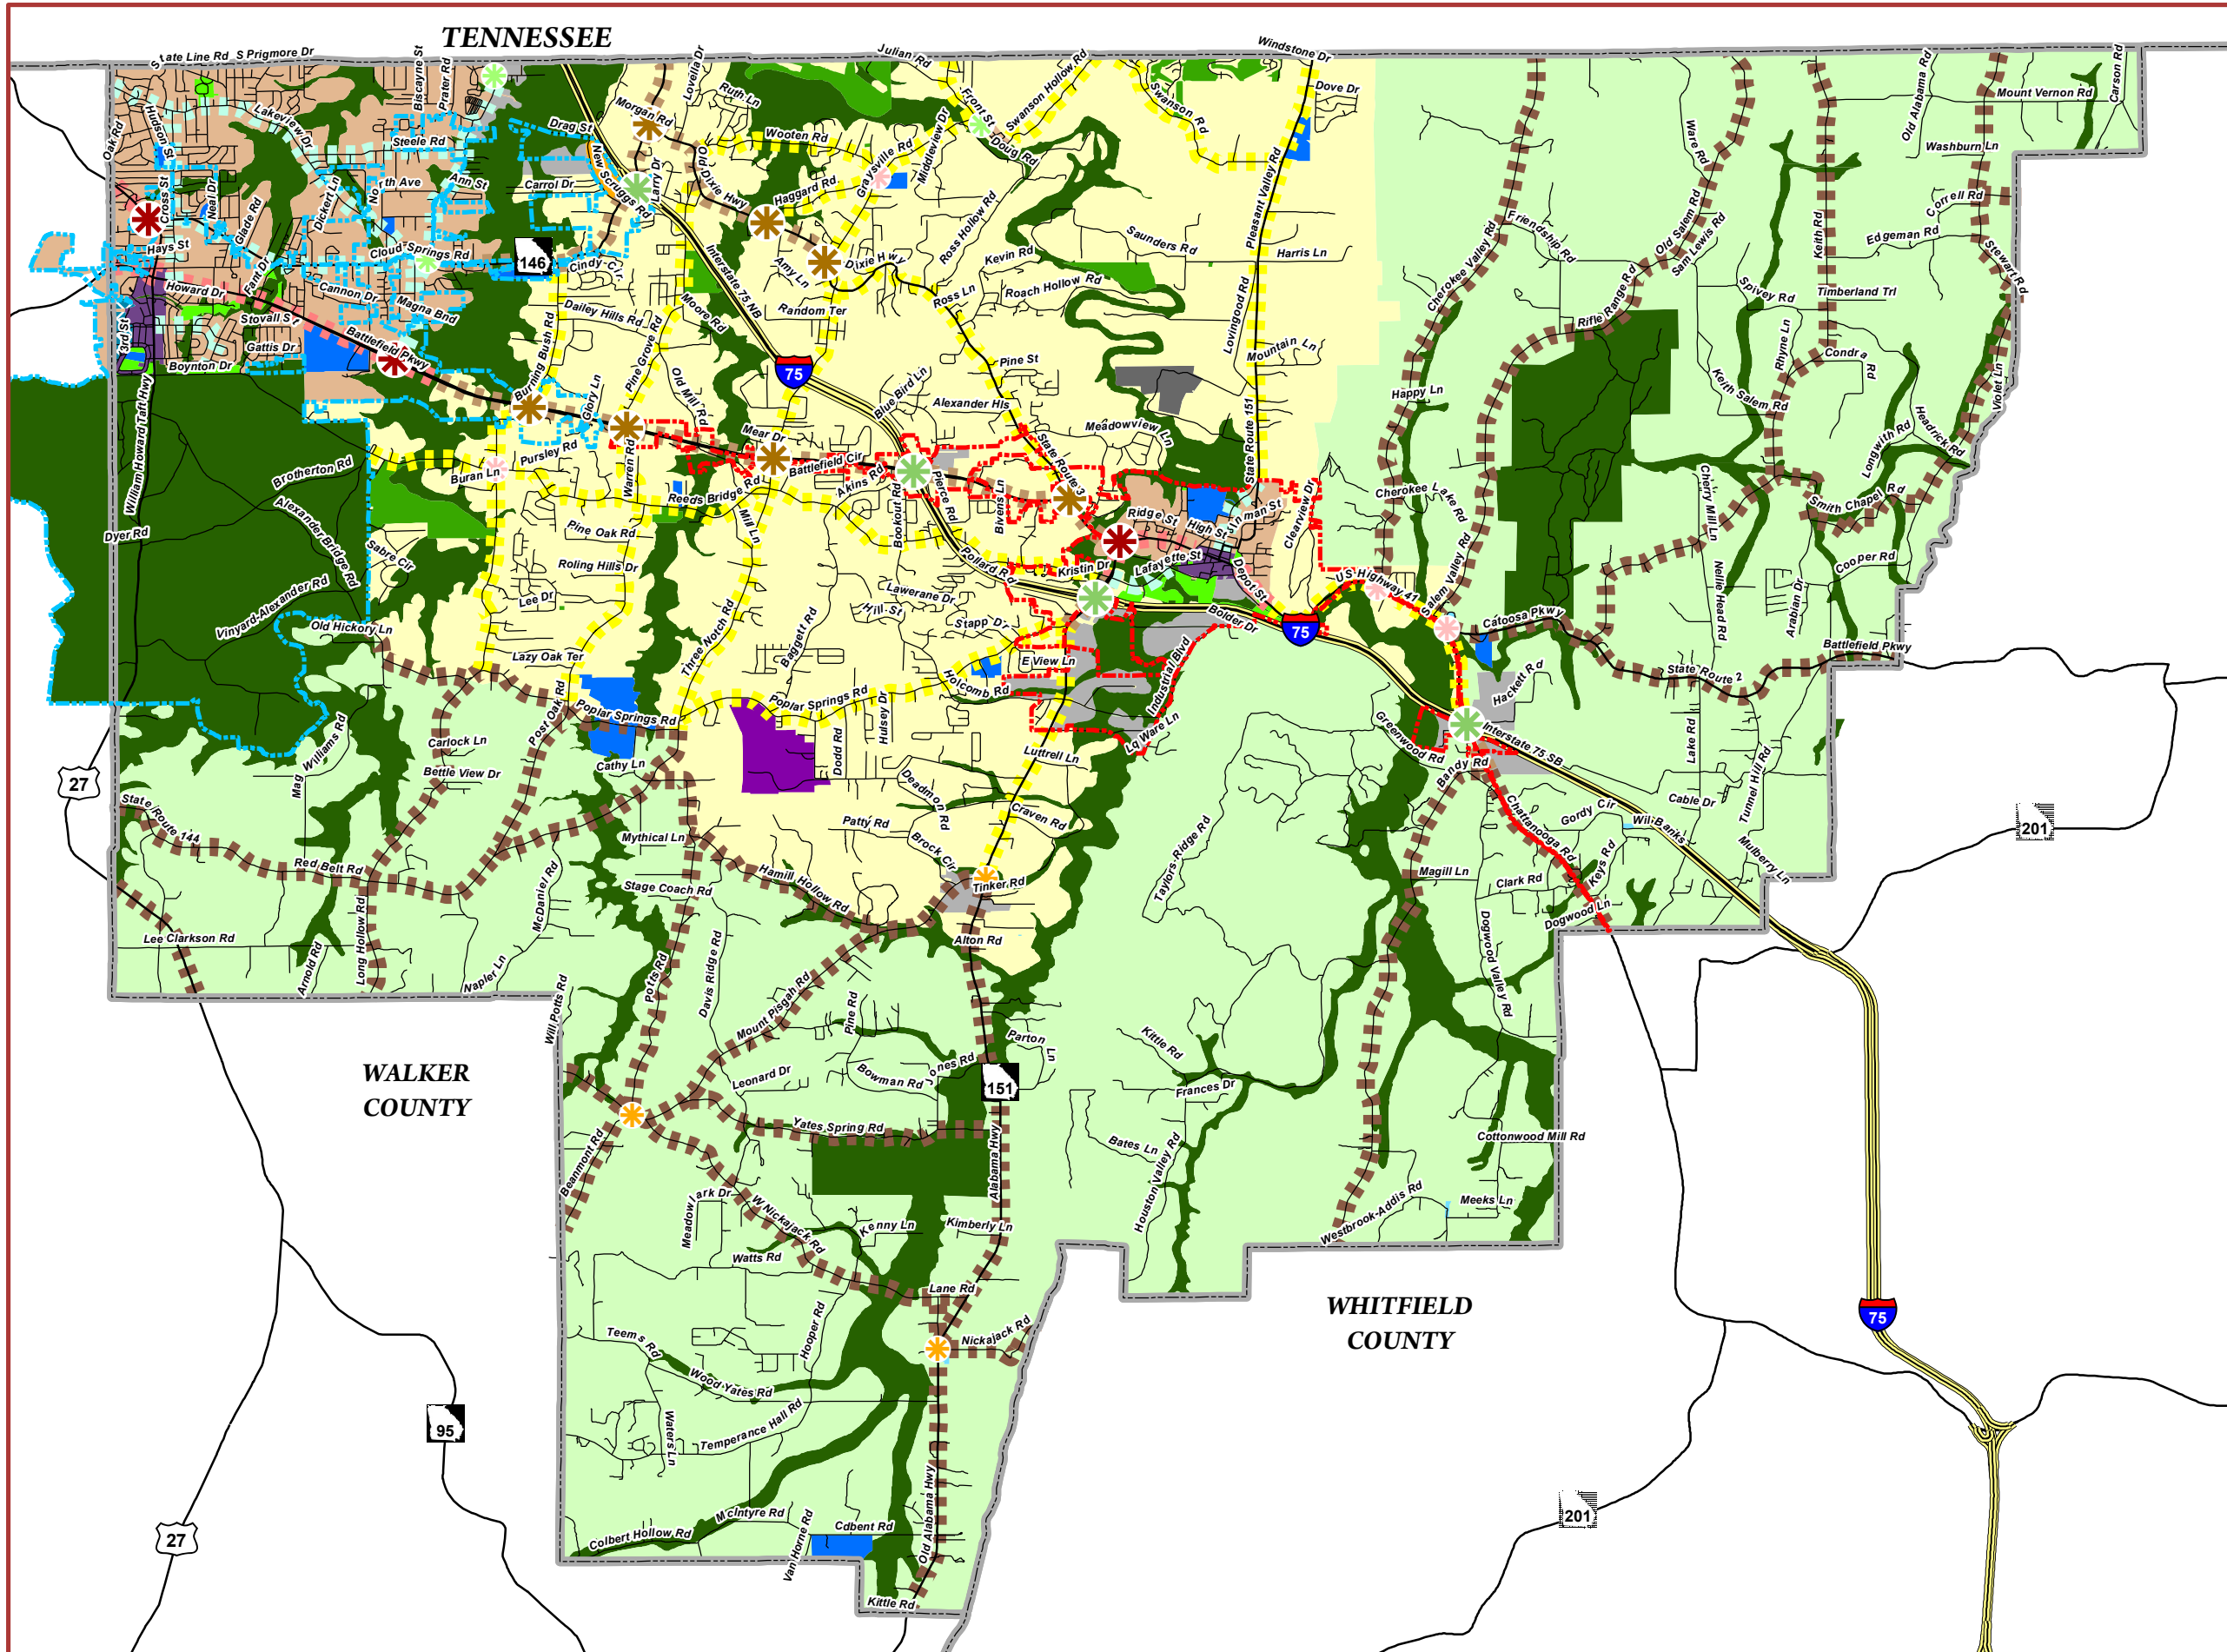 TENNESSEE
State Line Rd
S Prigmore Dr
Biscayne St
Prater Rd
Lovella Dr
Julian Rd
Windstone Dr
Swanson Hollow Rd
Old Alabama Rd
Carson Rd
Mount Vernon Rd
Dove Dr
Ruth Ln
Front St
Swanson Rd
Hudson St
Lakeview Dr
Morgan Rd
Oak Rd
Drag St
Steele Rd
Wooten Rd
Middleview Dr
Doug Rd
Ware Rd
Washburn Ln
New Scruggs Rd
Larry Dr
Old Dixie Hwy
Graysville Rd
Pleasant Valley Rd
Cross St
Neal Dr
Dickert Ln
North Ave
Ann St
Carrol Dr
Haggard Rd
Correll Rd
Glade Rd
Ross Hollow Rd
Friendship Rd
Old Salem Rd
Sam Lewis Rd
Keith Rd
Edgeman Rd
Hays St
Cloud Springs Rd
146
Cindy Cir
Interstate 75 NB
Amy Ln
Dixie Hwy
Kevin Rd
Saunders Rd
Harris Ln
Cherokee Valley Rd
Stewart Rd
Howard Dr
Fant Dr
Cannon Dr
Magna Bnd
Moore Rd
Random Ter
Ross Ln
Roach Hollow Rd
Lovingood Rd
Rifle Range Rd
Spivey Rd
Timberland Trl
3rd St
Stovall St
Dailey Hills Rd
Gattis Dr
Battlefield Pkwy
Burning Bush Rd
Pine Grove Rd
Mountain Ln
Rhyne Ln
Condra Rd
Boynton Dr
75
Pine St
William Howard Taft Hwy
Glory Ln
Old Mill Rd
Blue Bird Ln
Alexander Hls
State Route 151
Happy Ln
Keith Salem Rd
Violet Ln
Headrick Rd
Longwith Rd
Mear Dr
State Route 3
Meadowview Ln
Pursley Rd
Warren Rd
Battlefield Cir
Brotherton Rd
Buran Ln
Reeds Bridge Rd
Akins Rd
Pierce Rd
Bivens Ln
Cherokee Lake Rd
Cherry Mill Ln
Smith Chapel Rd
Alexander Bridge Rd
Dyer Rd
Pine Oak Rd
Mill Ln
Bookout Rd
Ridge St
High St
Inman St
Clearview Dr
Sabre Cir
Roling Hills Dr
Pollard Rd
Kristin Dr
Lafayette St
Depot St
US Highway 41
Salem Valley Rd
Nellie Head Rd
Cooper Rd
Arabian Dr
Vinyard-Alexander Rd
Lee Dr
Three Notch Rd
Lawerane Dr
Hill St
Stapp Dr
Bolder Dr
75
Catoosa Pkwy
Old Hickory Ln
Baggett Rd
Battlefield Pkwy
Lazy Oak Ter
E View Ln
Industrial Blvd
State Route 2
Hackett Rd
Post Oak Rd
Holcomb Rd
Poplar Springs Rd
Poplar Springs Rd
Hulsey Dr
Lq Ware Ln
Greenwood Rd
Interstate 75 SB
Lake Rd
Mag Williams Rd
Carlock Ln
Dodd Rd
Luttrell Ln
Bettle View Dr
Cathy Ln
Bandy Rd
27
State Route 144
Deadmon Rd
Chattanooga Rd
Gordy Cir
Cable Dr
Tunnel Hill Rd
Craven Rd
Patty Rd
Mythical Ln
Brock Cir
Wil Banks
201
Keys Rd
Taylors-Ridge Rd
Red Belt Rd
McDaniel Rd
Stage Coach Rd
Hamill Hollow Rd
Tinker Rd
Magill Ln
Clark Rd
Mulberry Ln
Dogwood Ln
Lee Clarkson Rd
Long Hollow Rd
Arnold Rd
Napler Ln
Davis Ridge Rd
Alton Rd
Dogwood Valley Rd
Potts Rd
Mount Pisgah Rd
Pine Rd
Will Potts Rd
WALKER
COUNTY
Parton Ln
Kittle Rd
Jones Rd
Leonard Dr
Bowman Rd
151
Frances Dr
Yates Spring Rd
Alabama Hwy
Bates Ln
Houston Valley Rd
Cottonwood Mill Rd
Beanmont Rd
Meadowlark Dr
W Nickajack Rd
Kenny Ln
Kimberly Ln
Westbrook-Addis Rd
Meeks Ln
Watts Rd
Lane Rd
WHITFIELD
COUNTY
75
Hooper Rd
Nickajack Rd
Teems Rd
Wood Yates Rd
95
Waters Ln
Temperance Hall Rd
Old Alabama Hwy
201
27
McIntyre Rd
Colbert Hollow Rd
Van Horne Rd
Cdbent Rd
Kittle Rd